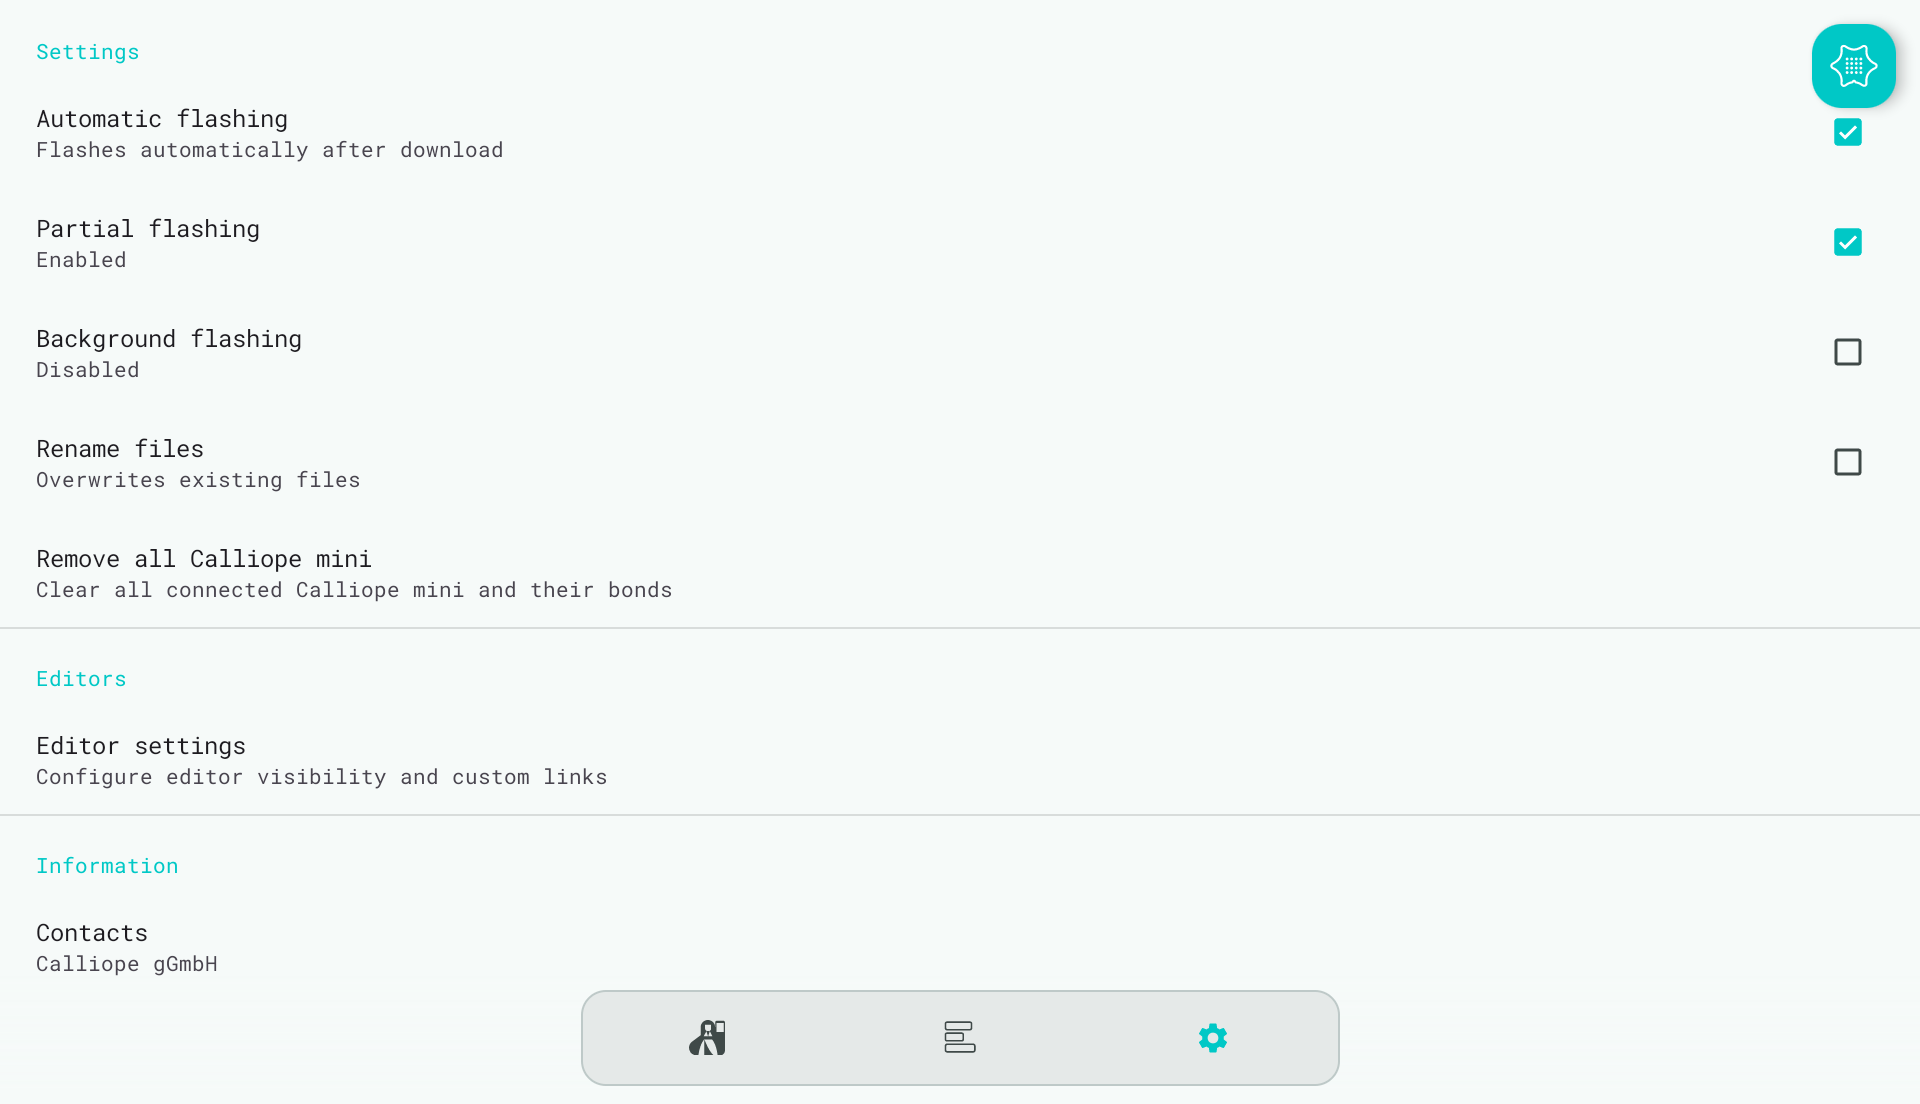 Settings
Automatic flashing
Flashes automatically after download
Partial flashing
Enabled
Background flashing
Disabled
Rename files
Overwrites existing files
Remove all Calliope mini
Clear all connected Calliope mini and their bonds
Editors
Editor settings
Configure editor visibility and custom links
Information
Contacts
Calliope gGmbH